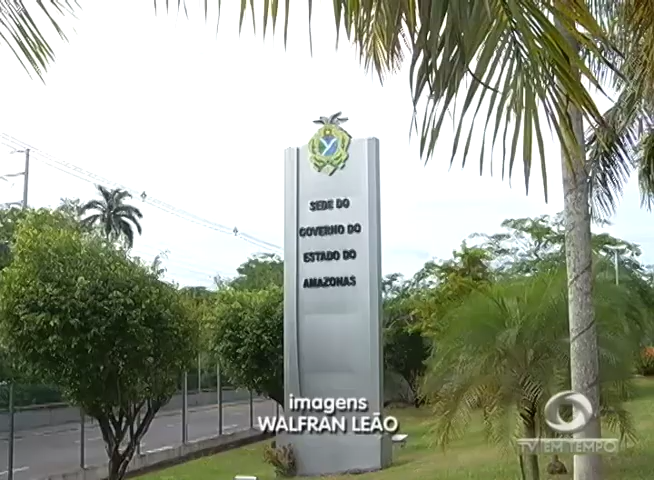 SEDE DO
GOVERNO DO
ESTADO DO
AMAZONAS
imagens
WALFRAN LEÃO
TV EM TEMPO